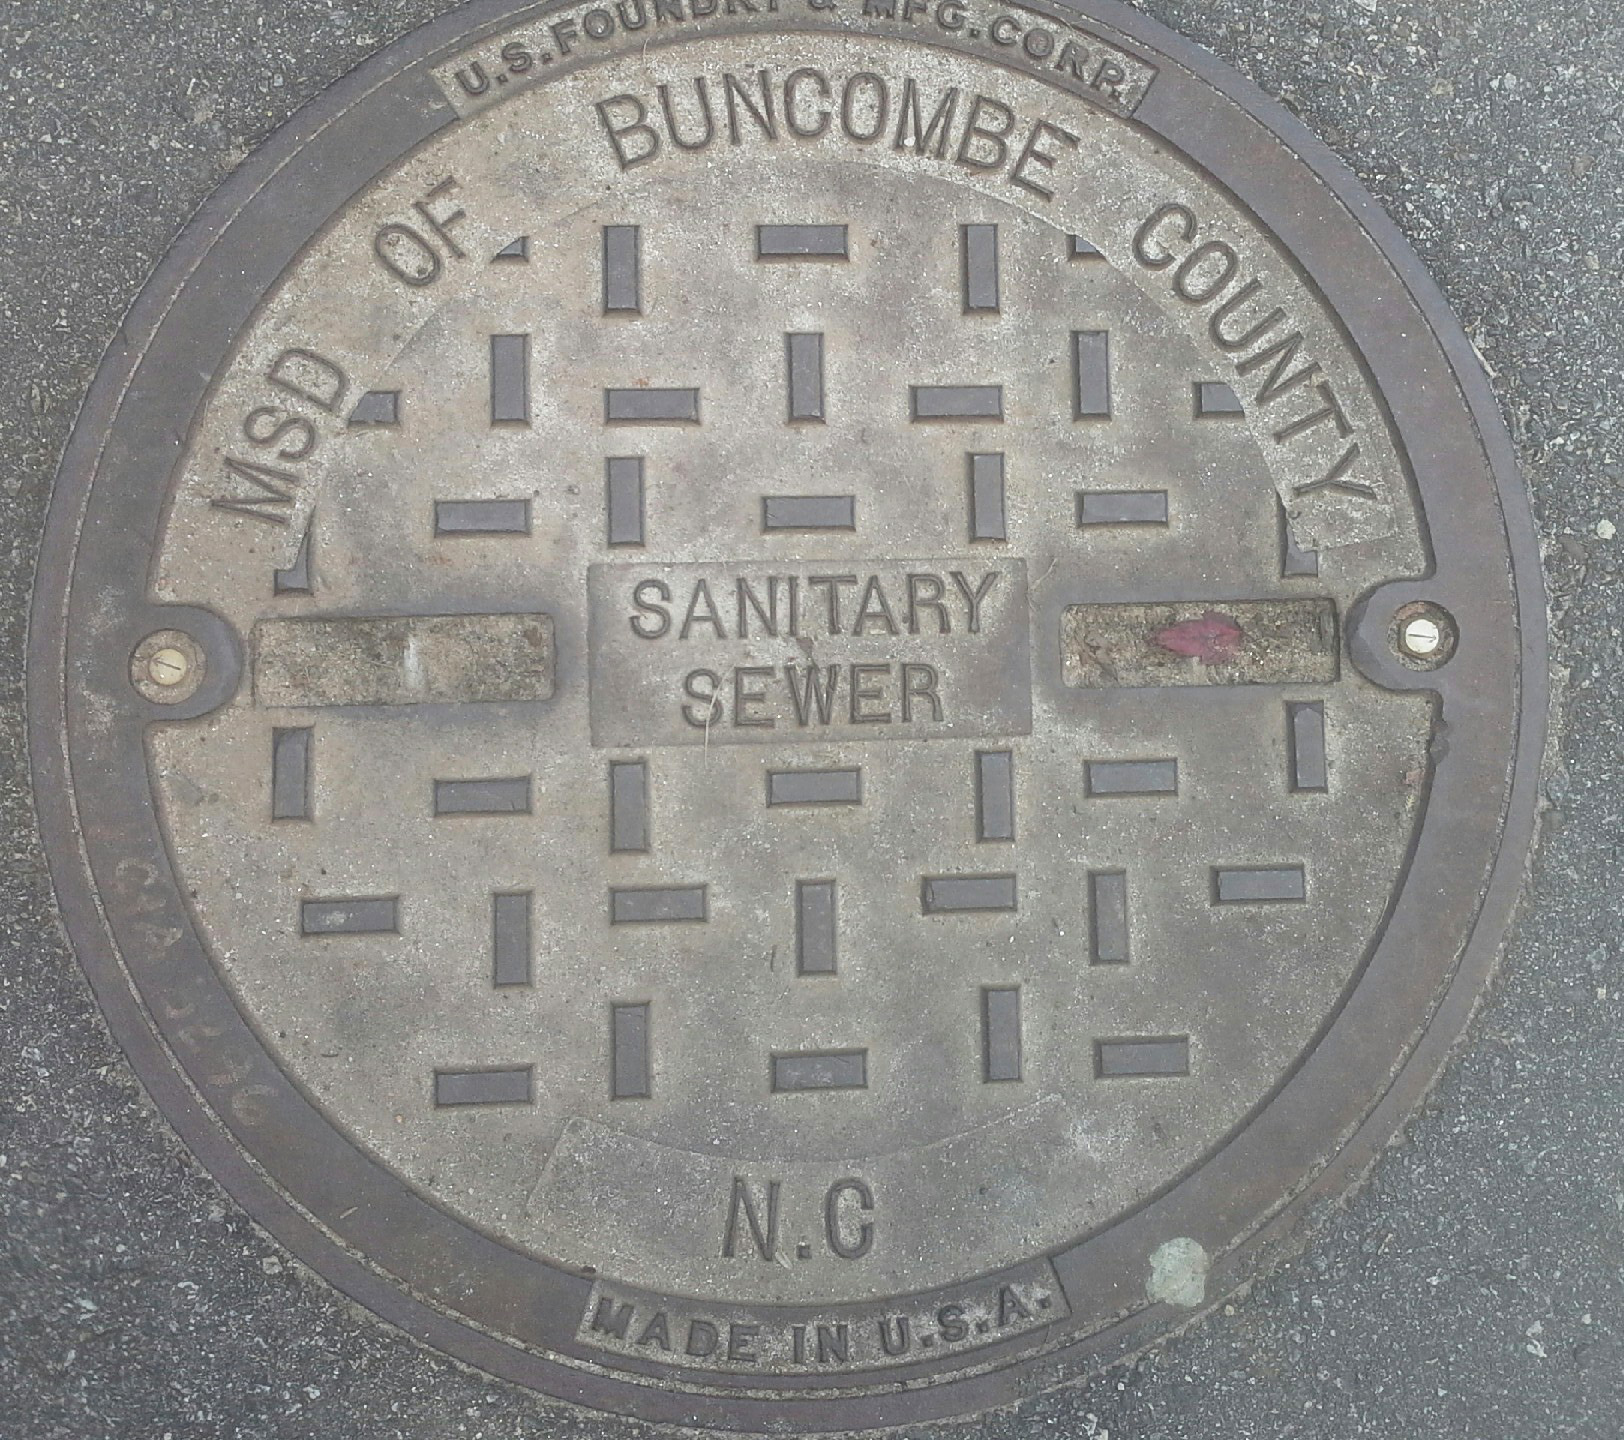 U.S. FOUNDRY & MFG. CORP.
MSD OF BUNCOMBE COUNTY
SANITARY
SEWER
N.C
MADE IN U.S.A.